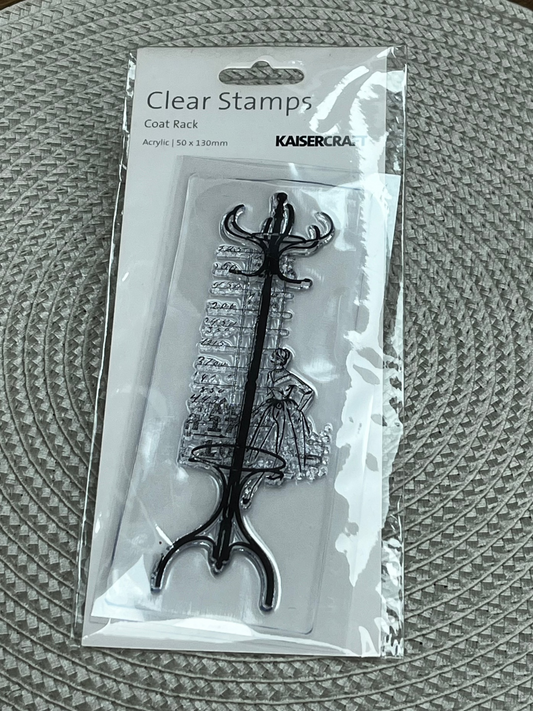 Clear Stamps
Coat Rack
Acrylic | 50 x 130mm
KAISERCRAFT